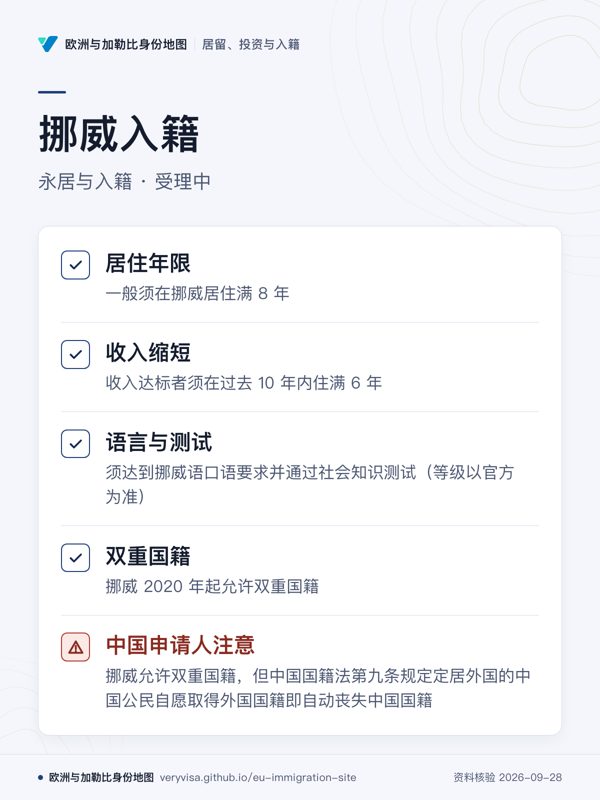 欧洲与加勒比身份地图 居留、投资与入籍
挪威入籍
永居与入籍 · 受理中
居住年限
一般须在挪威居住满 8 年
收入缩短
收入达标者须在过去 10 年内住满 6 年
语言与测试
须达到挪威语口语要求并通过社会知识测试（等级以官方
为准）
双重国籍
挪威 2020 年起允许双重国籍
中国申请人注意
挪威允许双重国籍，但中国国籍法第九条规定定居外国的中
国公民自愿取得外国国籍即自动丧失中国国籍
欧洲与加勒比身份地图 veryvisa.github.io/eu-immigration-site 资料核验 2026-09-28